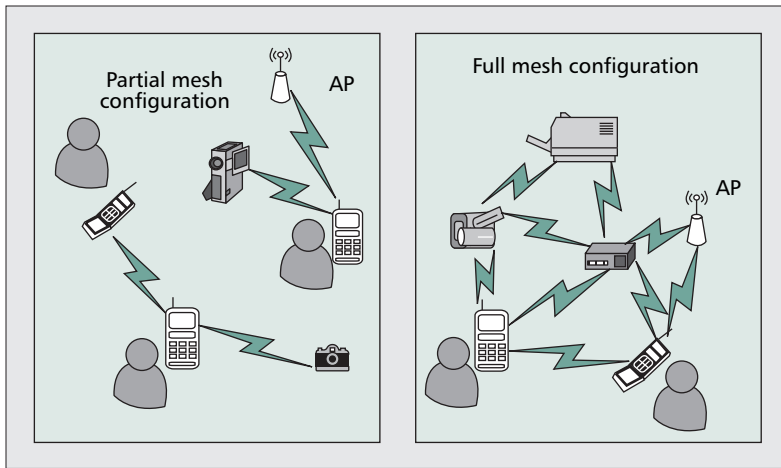 Partial mesh
configuration
AP
Full mesh configuration
AP